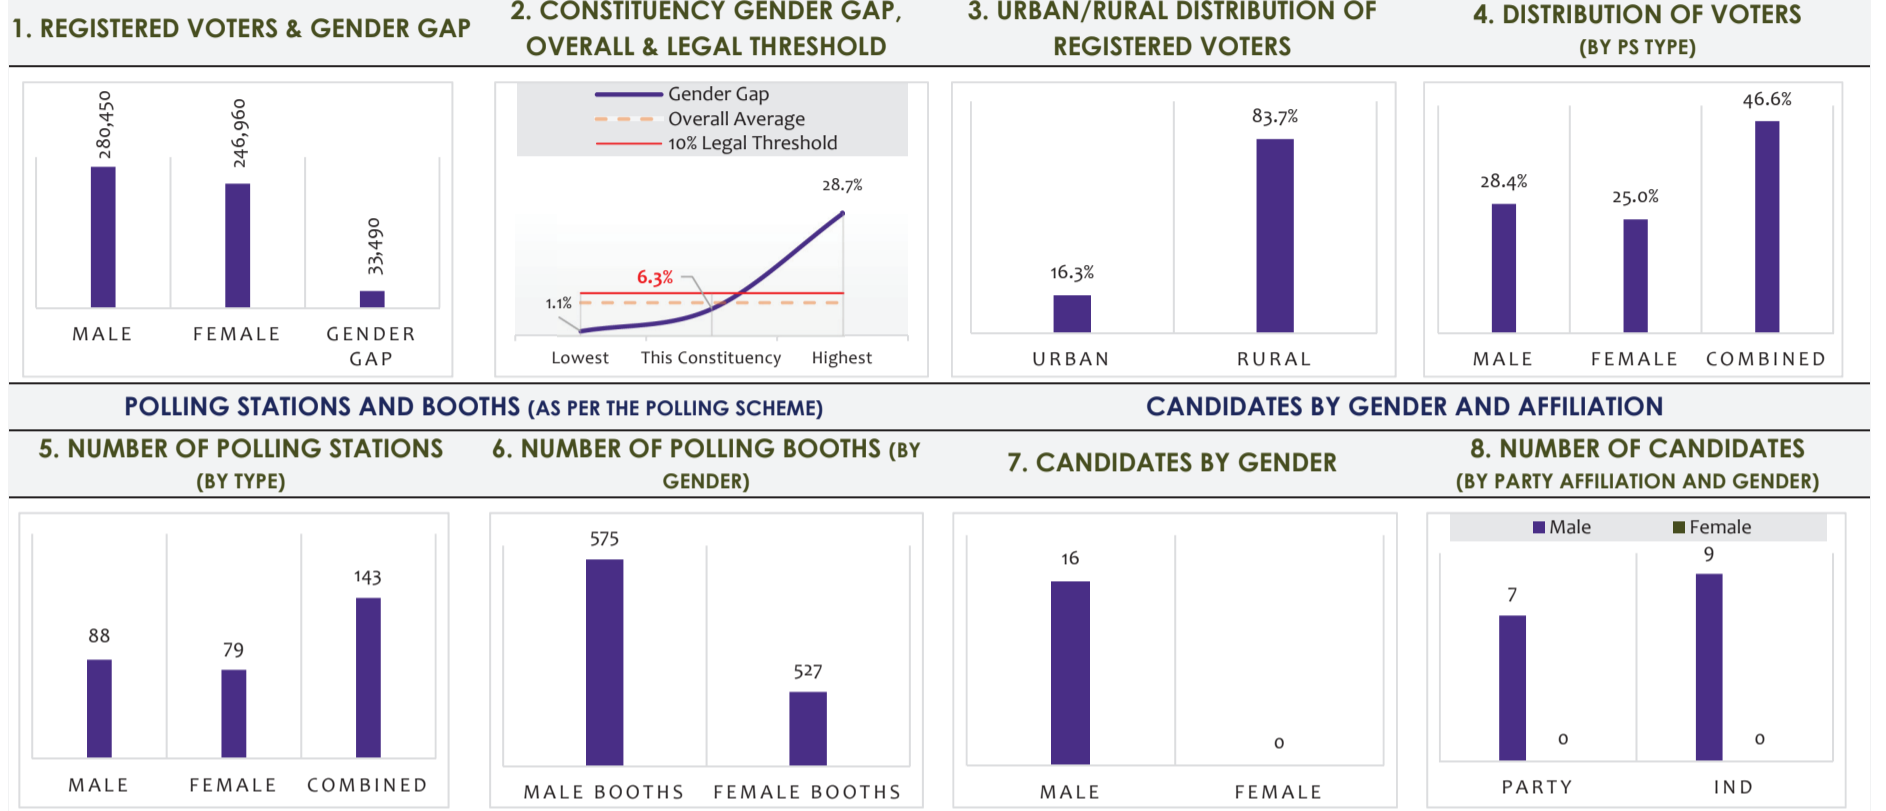 1. REGISTERED VOTERS & GENDER GAP
280,450
246,960
33,490
MALE
FEMALE
GENDER
GAP
2. CONSTITUENCY GENDER GAP,
OVERALL & LEGAL THRESHOLD
Gender Gap
Overall Average
10% Legal Threshold
28.7%
6.3%
1.1%
Lowest
This Constituency
Highest
3. URBAN/RURAL DISTRIBUTION OF
REGISTERED VOTERS
16.3%
83.7%
URBAN
RURAL
4. DISTRIBUTION OF VOTERS
(BY PS TYPE)
28.4%
25.0%
46.6%
MALE
FEMALE
COMBINED
POLLING STATIONS AND BOOTHS (AS PER THE POLLING SCHEME)
CANDIDATES BY GENDER AND AFFILIATION
5. NUMBER OF POLLING STATIONS
(BY TYPE)
88
79
143
MALE
FEMALE
COMBINED
6. NUMBER OF POLLING BOOTHS (BY
GENDER)
575
527
MALE BOOTHS
FEMALE BOOTHS
7. CANDIDATES BY GENDER
16
0
MALE
FEMALE
8. NUMBER OF CANDIDATES
(BY PARTY AFFILIATION AND GENDER)
Male
Female
7
0
9
0
PARTY
IND